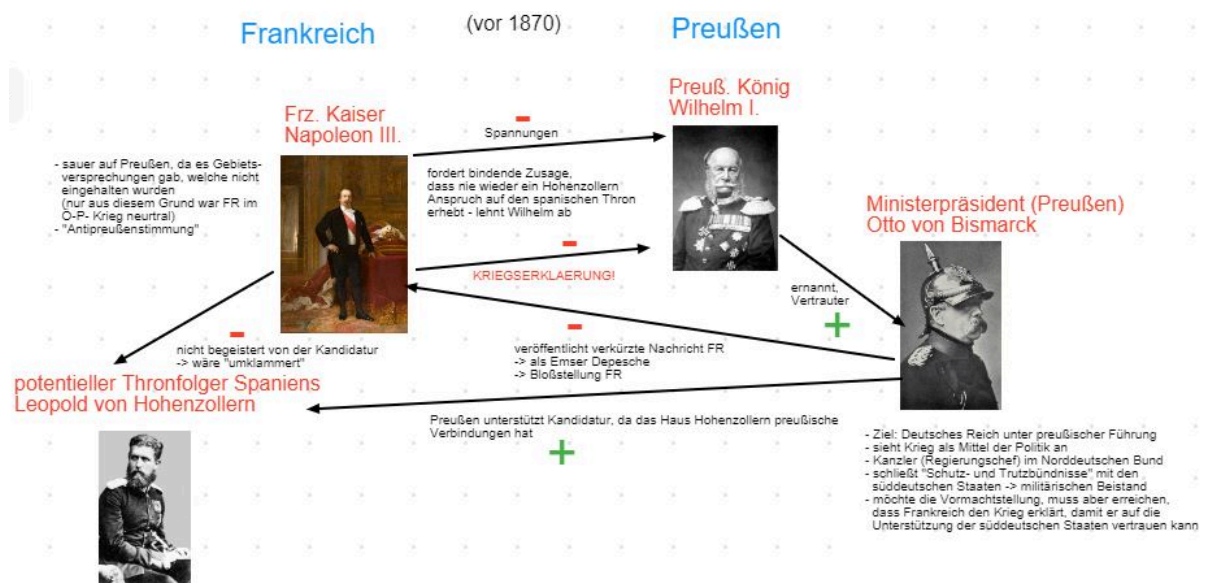 Frankreich
(vor 1870)
Preußen
Frz. Kaiser
Napoleon III.
Preuß. König
Wilhelm I.
Spannungen
- sauer auf Preußen, da es Gebiets-
versprechungen gab, welche nicht
eingehalten wurden
(nur aus diesem Grund war FR im
Ö-P- Krieg neurtral)
- "Antipreußenstimmung"
fordert bindende Zusage,
dass nie wieder ein Hohenzollern
Anspruch auf den spanischen Thron
erhebt - lehnt Wilhelm ab
Ministerpräsident (Preußen)
Otto von Bismarck
KRIEGSERKLAERUNG!
ernannt,
Vertrauter
nicht begeistert von der Kandidatur
-> wäre "umklammert"
veröffentlicht verkürzte Nachricht FR
-> als Emser Depesche
-> Bloßstellung FR
potentieller Thronfolger Spaniens
Leopold von Hohenzollern
Preußen unterstützt Kandidatur, da das Haus Hohenzollern preußische
Verbindungen hat
- Ziel: Deutsches Reich unter preußischer Führung
- sieht Krieg als Mittel der Politik an
- Kanzler (Regierungschef) im Norddeutschen Bund
- schließt "Schutz- und Trutzbündnisse" mit den
süddeutschen Staaten -> militärischen Beistand
- möchte die Vormachtstellung, muss aber erreichen,
dass Frankreich den Krieg erklärt, damit er auf die
Unterstützung der süddeutschen Staaten vertrauen kann